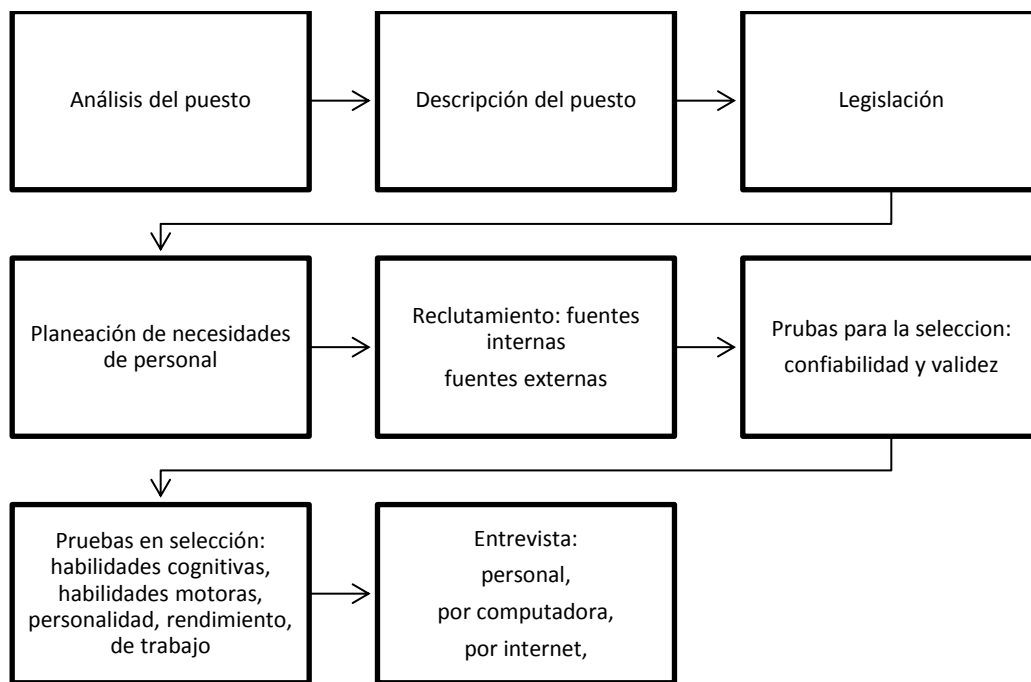 Análisis del puesto
Descripción del puesto
Legislación
Planeación de necesidades
de personal
Reclutamiento: fuentes
internas
fuentes externas
Prubas para la seleccion:
confiabilidad y validez
Pruebas en selección:
habilidades cognitivas,
habilidades motoras,
personalidad, rendimiento,
de trabajo
Entrevista:
personal,
por computadora,
por internet,